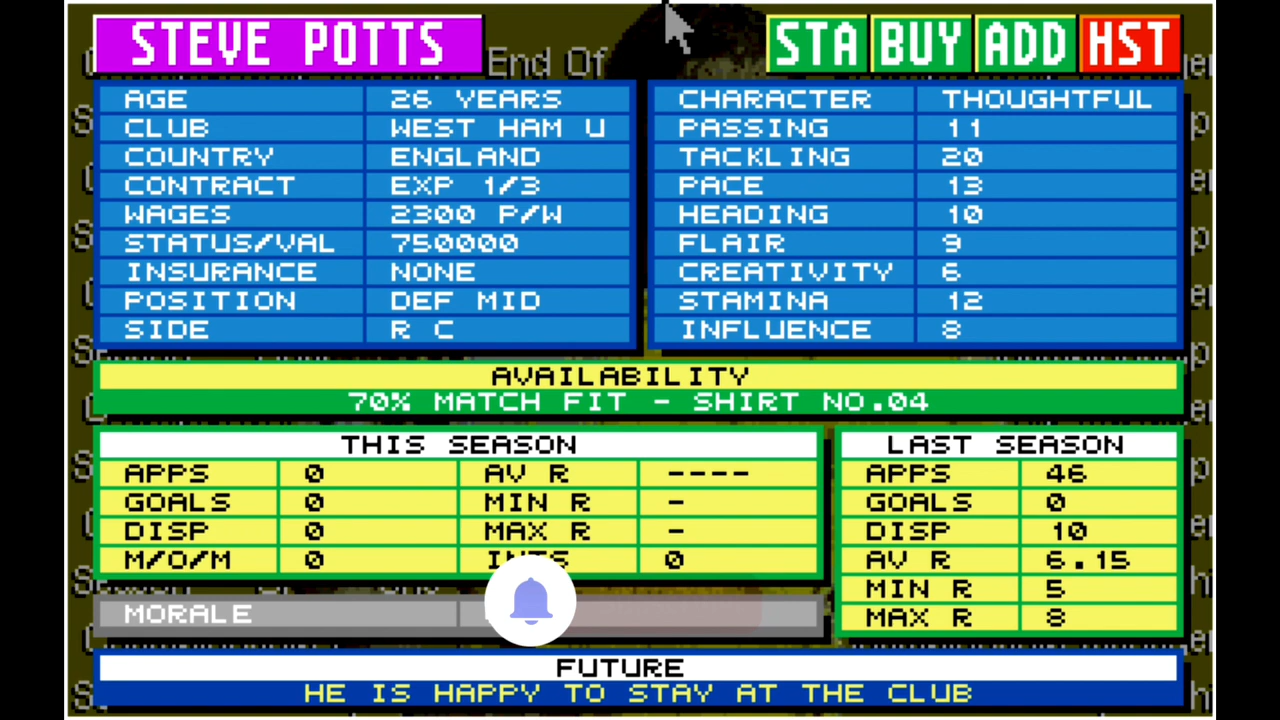 STEVE POTTS
End Of
STA BUY ADD HST
AGE 26 YEARS
CLUB WEST HAM U
COUNTRY ENGLAND
CONTRACT EXP 1/3
WAGES 2300 P/W
STATUS/VAL 750000
INSURANCE NONE
POSITION DEF MID
SIDE R C
CHARACTER THOUGHTFUL
PASSING 11
TACKLING 20
PACE 13
HEADING 10
FLAIR 9
CREATIVITY 6
STAMINA 12
INFLUENCE 8
AVAILABILITY
70% MATCH FIT - SHIRT NO.04
THIS SEASON
APPS 0 AV R ----
GOALS 0 MIN R -
DISP 0 MAX R -
M/O/M 0 INTS 0
MORALE
LAST SEASON
APPS 46
GOALS 0
DISP 10
AV R 6.15
MIN R 5
MAX R 8
FUTURE
HE IS HAPPY TO STAY AT THE CLUB